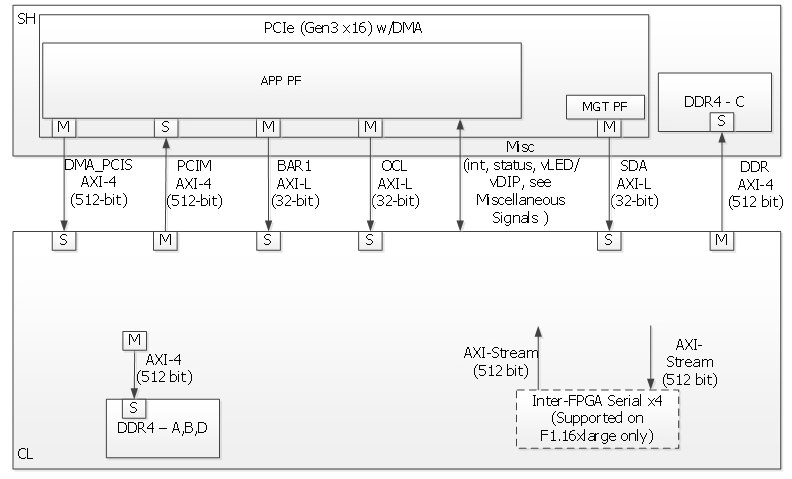 SH
PCIe (Gen3 x16) w/DMA
APP PF
MGT PF
DDR4 - C
S
M
S
M
M
M
Misc
(int, status, vLED/
vDIP, see
Miscellaneous
Signals )
DMA_PCIS
AXI-4
(512-bit)
PCIM
AXI-4
(512-bit)
BAR1
AXI-L
(32-bit)
OCL
AXI-L
(32-bit)
SDA
AXI-L
(32-bit)
DDR
AXI-4
(512 bit)
S
M
S
S
S
M
M
AXI-4
(512 bit)
S
DDR4 – A,B,D
AXI-Stream
(512 bit)
AXI-
Stream
(512 bit)
Inter-FPGA Serial x4
(Supported on
F1.16xlarge only)
CL